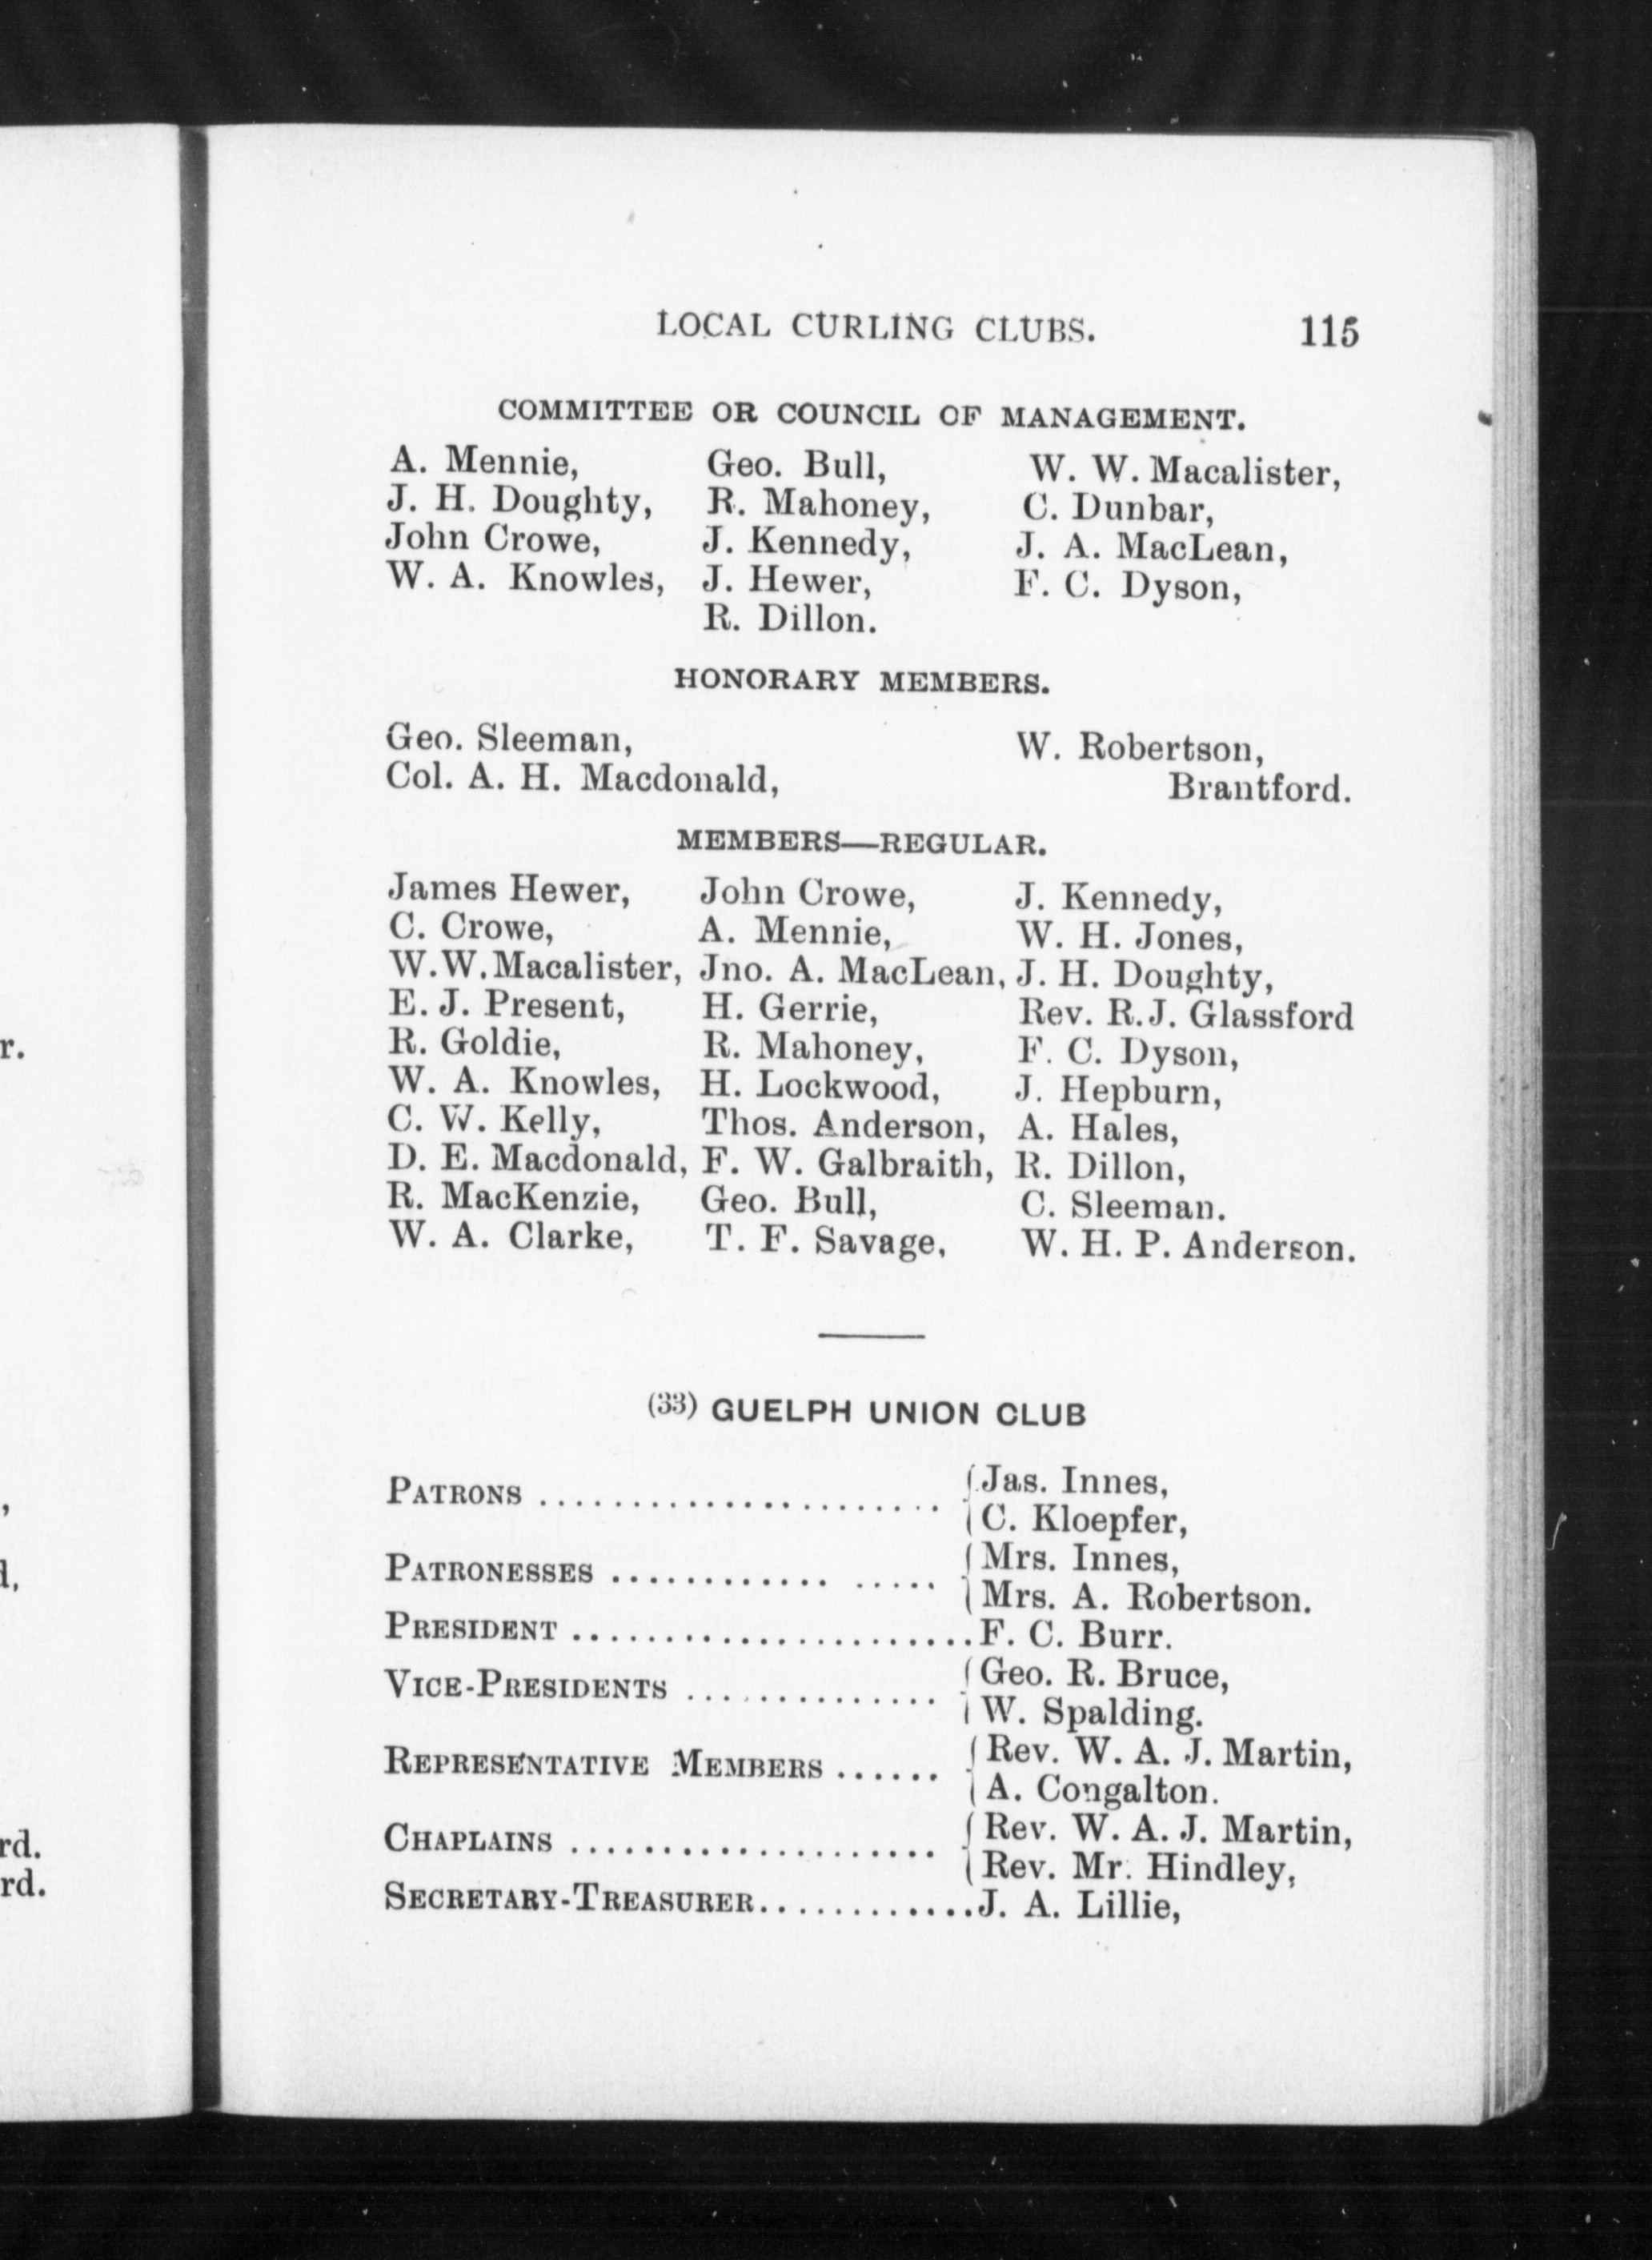 LOCAL CURLING CLUBS. 115
COMMITTEE OR COUNCIL OF MANAGEMENT.
A. Mennie, Geo. Bull, W. W. Macalister,
J. H. Doughty, R. Mahoney, C. Dunbar,
John Crowe, J. Kennedy, J. A. MacLean,
W. A. Knowles, J. Hewer, F. C. Dyson,
R. Dillon.
HONORARY MEMBERS.
Geo. Sleeman, W. Robertson,
Col. A. H. Macdonald, Brantford.
MEMBERS—REGULAR.
James Hewer, John Crowe, J. Kennedy,
C. Crowe, A. Mennie, W. H. Jones,
W.W.Macalister, Jno. A. MacLean, J. H. Doughty,
E. J. Present, H. Gerrie, Rev. R.J. Glassford
R. Goldie, R. Mahoney, F. C. Dyson,
W. A. Knowles, H. Lockwood, J. Hepburn,
C. W. Kelly, Thos. Anderson, A. Hales,
D. E. Macdonald, F. W. Galbraith, R. Dillon,
R. MacKenzie, Geo. Bull, C. Sleeman.
W. A. Clarke, T. F. Savage, W. H. P. Anderson.
(33) GUELPH UNION CLUB
PATRONS ...................... Jas. Innes,
C. Kloepfer,
PATRONESSES ............ ..... Mrs. Innes,
Mrs. A. Robertson.
PRESIDENT ......................F. C. Burr.
VICE-PRESIDENTS .............. Geo. R. Bruce,
W. Spalding.
REPRESENTATIVE MEMBERS ...... Rev. W. A. J. Martin,
A. Congalton.
CHAPLAINS .................... Rev. W. A. J. Martin,
Rev. Mr. Hindley,
SECRETARY-TREASURER............J. A. Lillie,
r.
,
d,
rd.
rd.